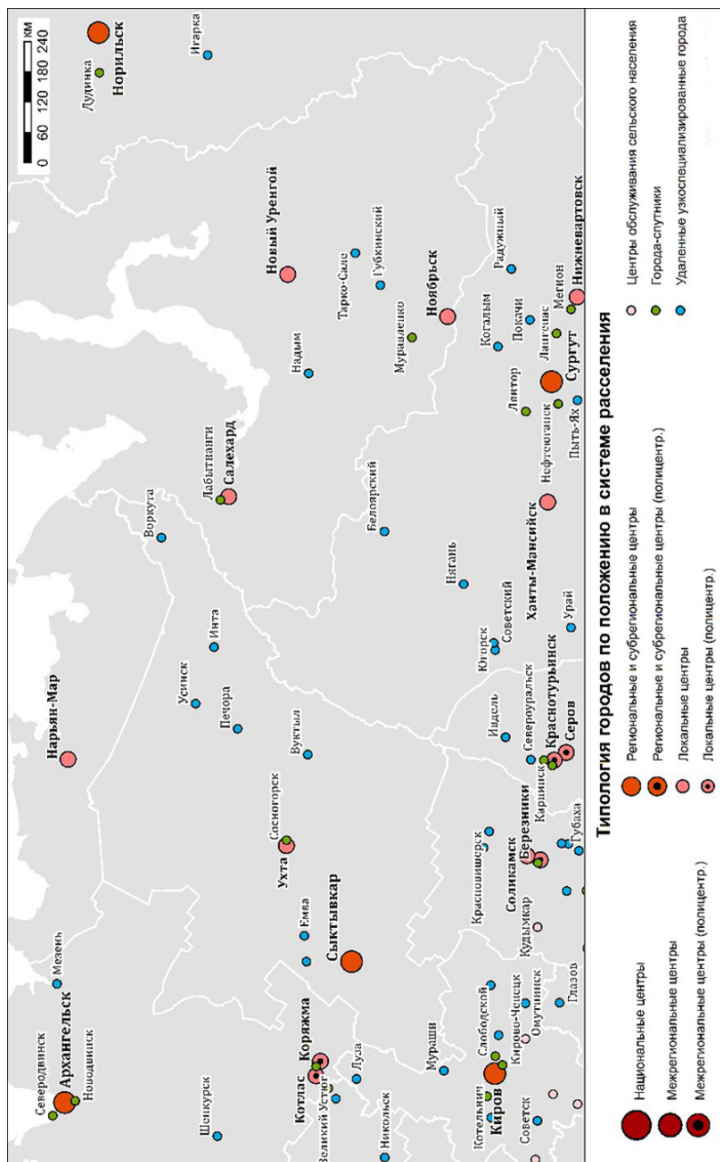 Северодвинск
Архангельск
Новодвинск
Мезень
Нарьян-Мар
Воркута
Лабытнанги
Салехард
Дудинка
Норильск
Игарка
0 60 120 180 240
км
Шенкурск
Усинск
Инта
Печора
Вуктыл
Сосногорск
Ухта
Надым
Новый Уренгой
Тарко-Сале
Губкинский
Котлас
Коряжма
Великий Устюг
Луза
Никольск
Емва
Сыктывкар
Белоярский
Муравленко
Ноябрьск
Мураши
Нягань
Югорск
Советский
Когалым
Радужный
Котельнич
Киров
Слободской
Кирово-Чепецк
Омутнинск
Советск
Глазов
Красновишерск
Соликамск
Березники
Кудымкар
Губаха
Ивдель
Североуральск
Карпинск
Краснотурьинск
Серов
Урай
Ханты-Мансийск
Лянтор
Нефтеюганск
Пыть-Ях
Сургут
Покачи
Лангепас
Мегион
Нижневартовск
Типология городов по положению в системе расселения
Национальные центры
Межрегиональные центры
Межрегиональные центры (полицентр.)
Региональные и субрегиональные центры
Региональные и субрегиональные центры (полицентр.)
Локальные центры
Локальные центры (полицентр.)
Центры обслуживания сельского населения
Города-спутники
Удаленные узкоспециализированные города